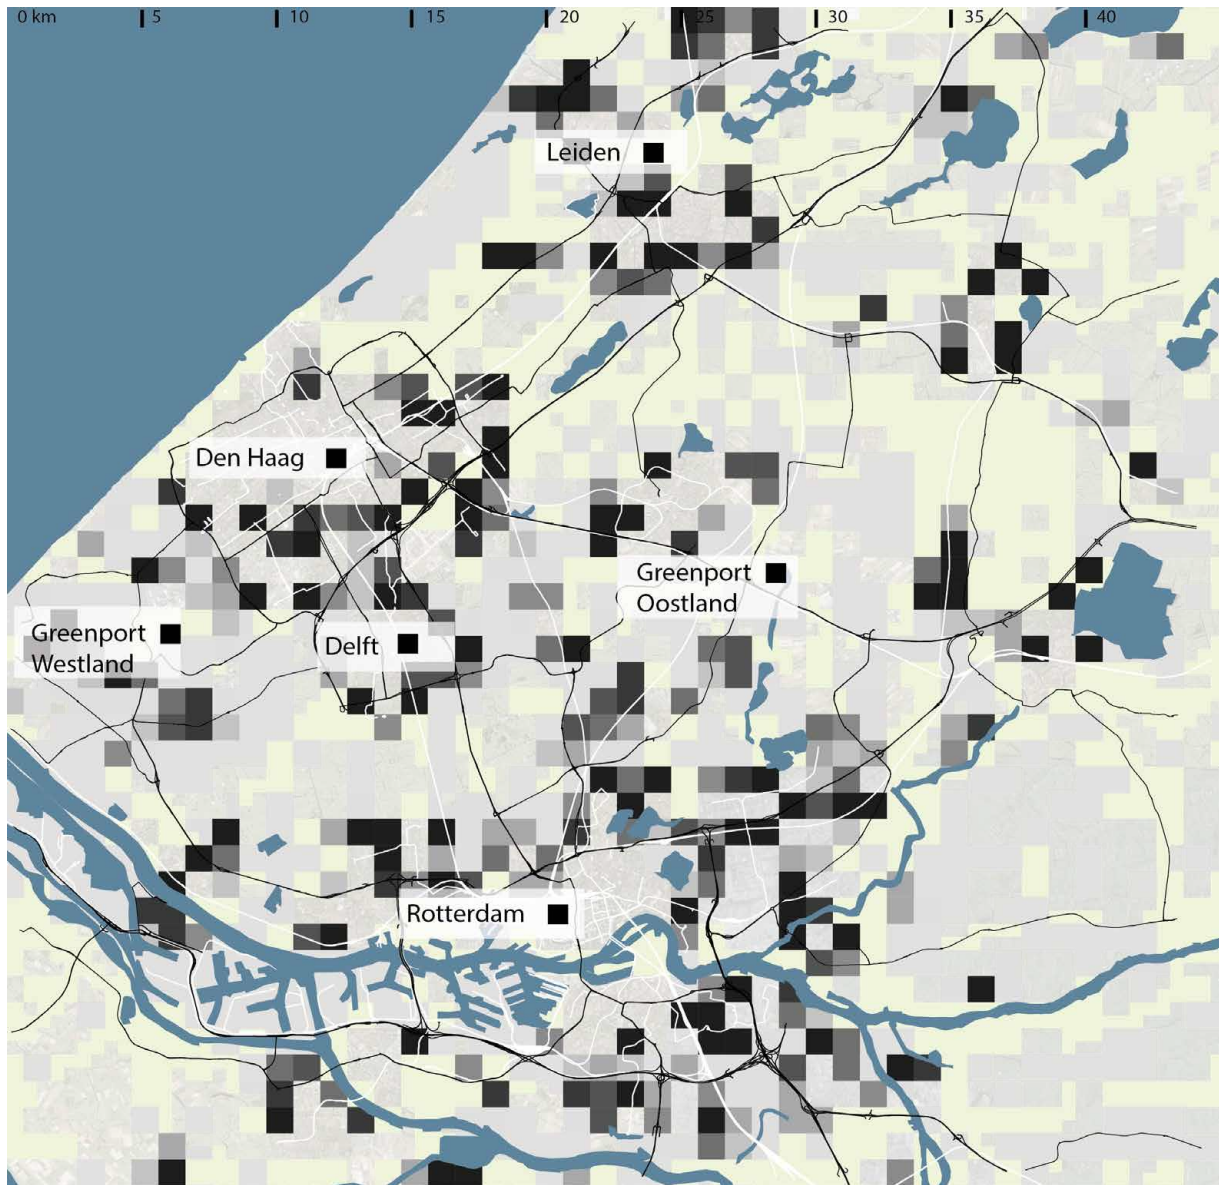 0 km 5 10 15 20 25 30 35 40
Leiden
Den Haag
Greenport
Oostland
Greenport
Westland
Delft
Rotterdam